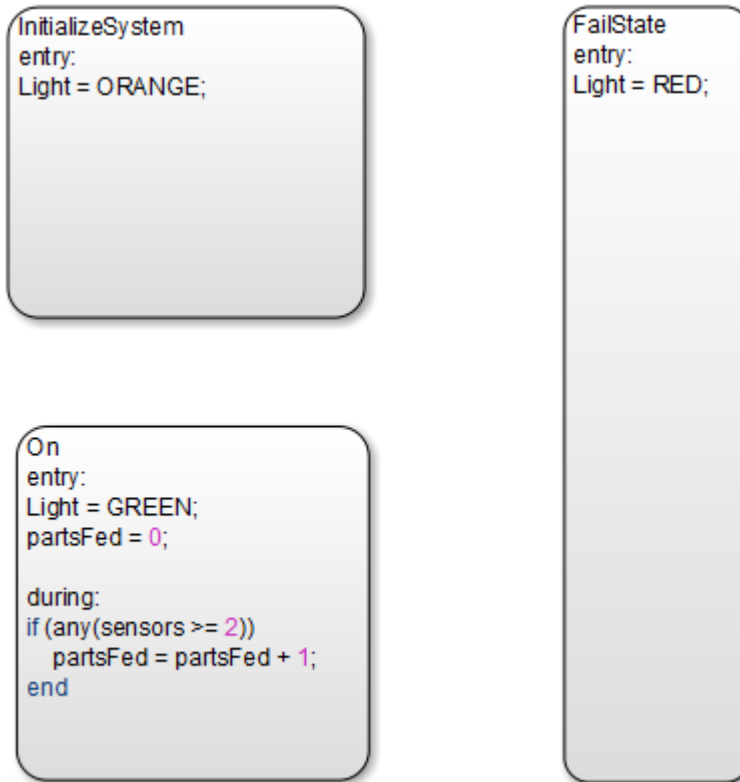 InitializeSystem
entry:
Light = ORANGE;
FailState
entry:
Light = RED;
On
entry:
Light = GREEN;
partsFed = 0;
during:
if (any(sensors >= 2))
partsFed = partsFed + 1;
end